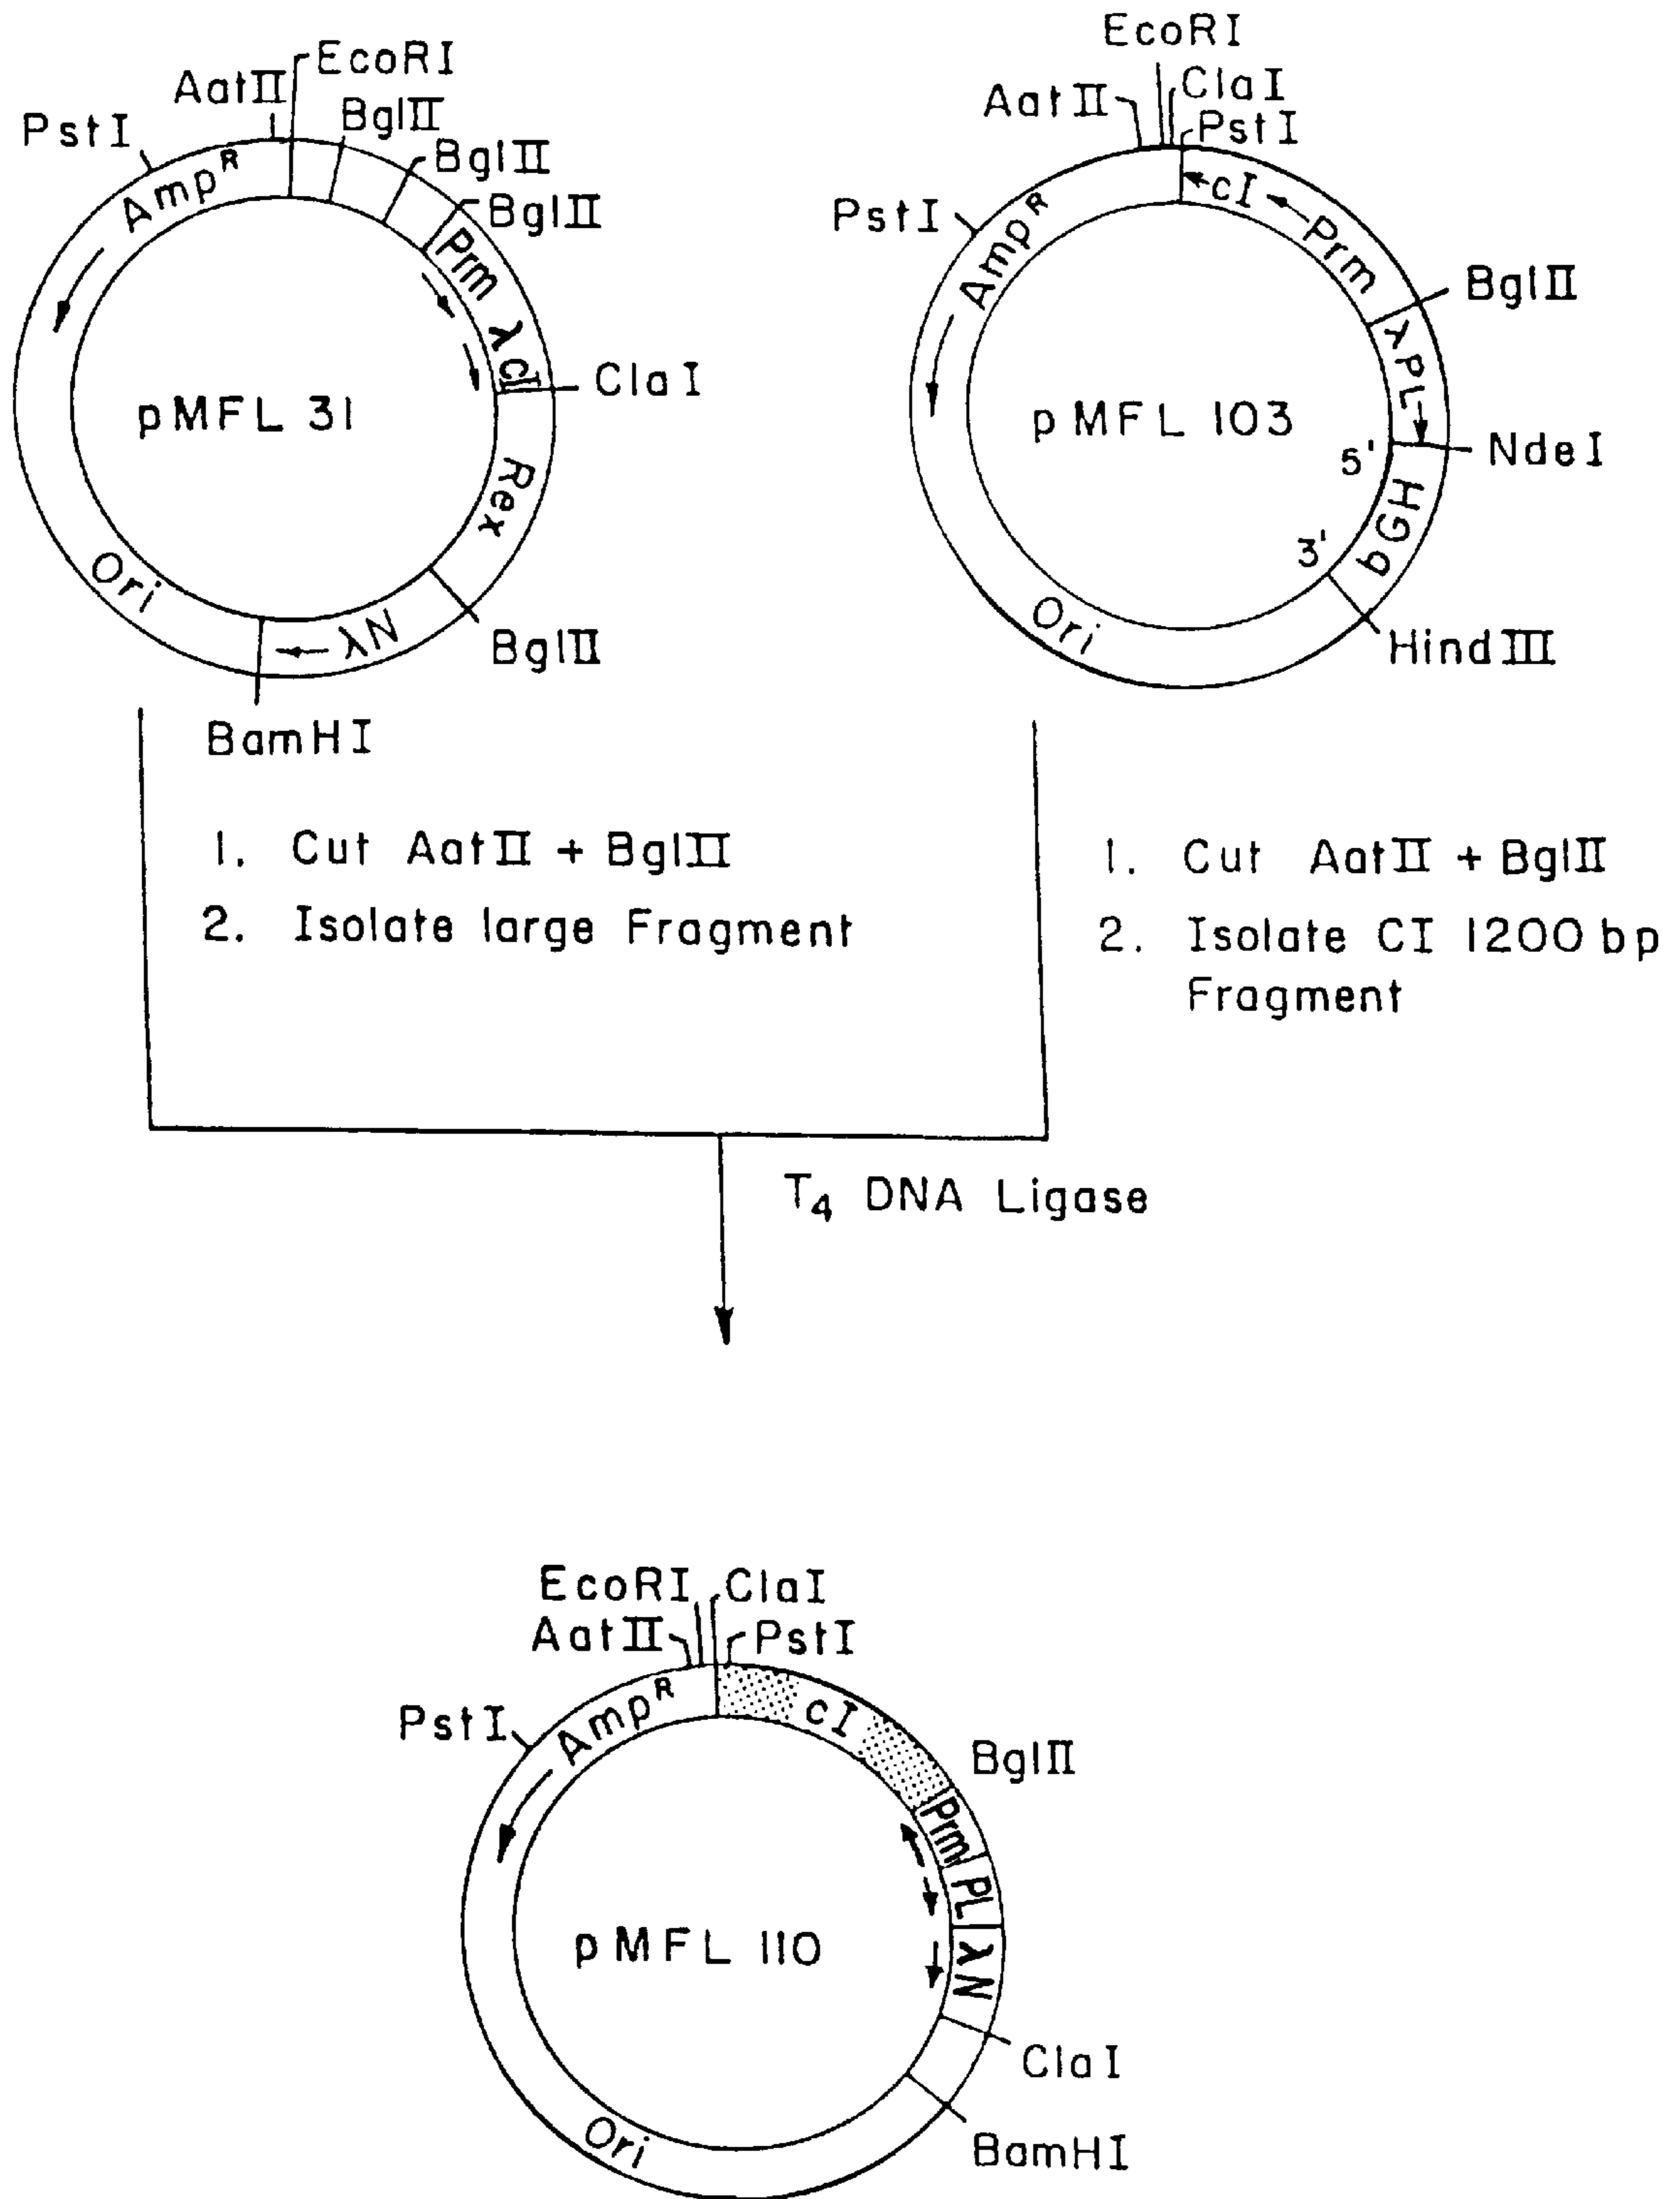 EcoRI
AatII
BglII
PstI
BglII
BglII
Amp^R
Prm
λcI
ClaI
pMFL 31
Rex
Ori
λN
BglII
BamHI
1. Cut AatII + BglII
2. Isolate large Fragment
EcoRI
ClaI
AatII
PstI
cI
Prm
PstI
Amp^R
BglII
λPL
pMFL 103
5'
NdeI
bGH
3'
Ori
HindIII
1. Cut AatII + BglII
2. Isolate CI 1200 bp
Fragment
T₄ DNA Ligase
EcoRI
ClaI
AatII
PstI
PstI
Amp^R
cI
BglII
Prm
PL
pMFL 110
λN
ClaI
Ori
BamHI